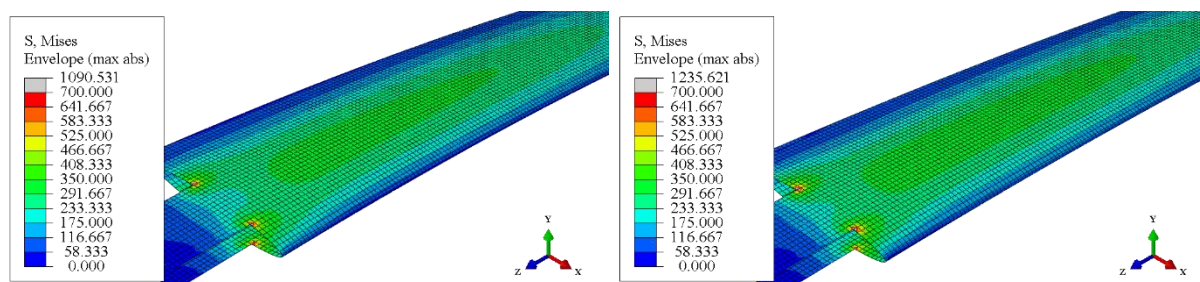 S, Mises
Envelope (max abs)
1090.531
700.000
641.667
583.333
525.000
466.667
408.333
350.000
291.667
233.333
175.000
116.667
58.333
0.000
Y
Z
X
S, Mises
Envelope (max abs)
1235.621
700.000
641.667
583.333
525.000
466.667
408.333
350.000
291.667
233.333
175.000
116.667
58.333
0.000
Y
Z
X